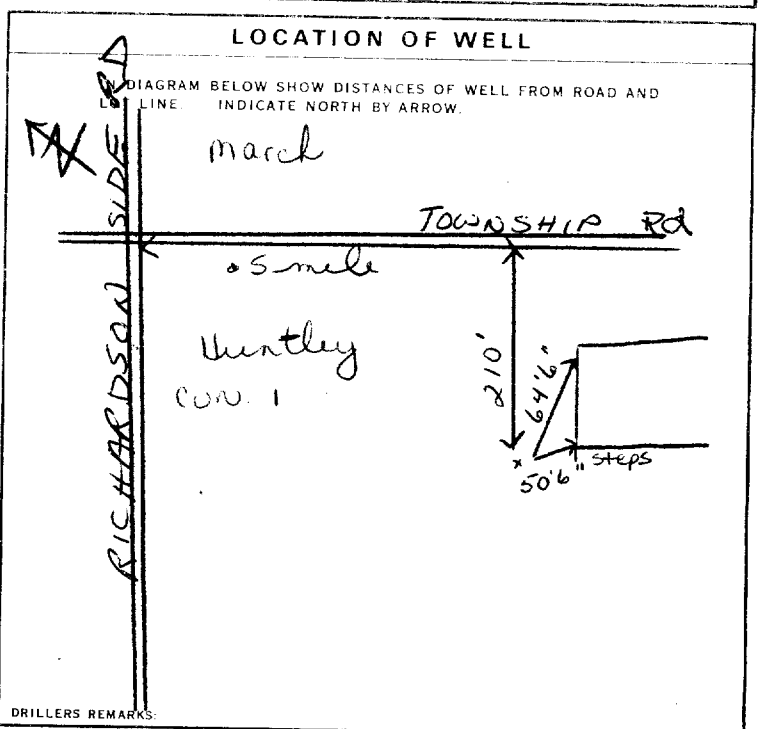 LOCATION OF WELL
IN DIAGRAM BELOW SHOW DISTANCES OF WELL FROM ROAD AND
LOT LINE. INDICATE NORTH BY ARROW.
N
March
RICHARDSON SIDE RD
TOWNSHIP Rd
.5 mile
Huntley
CON. 1
210'
64'6"
x
50'6" steps
DRILLERS REMARKS: